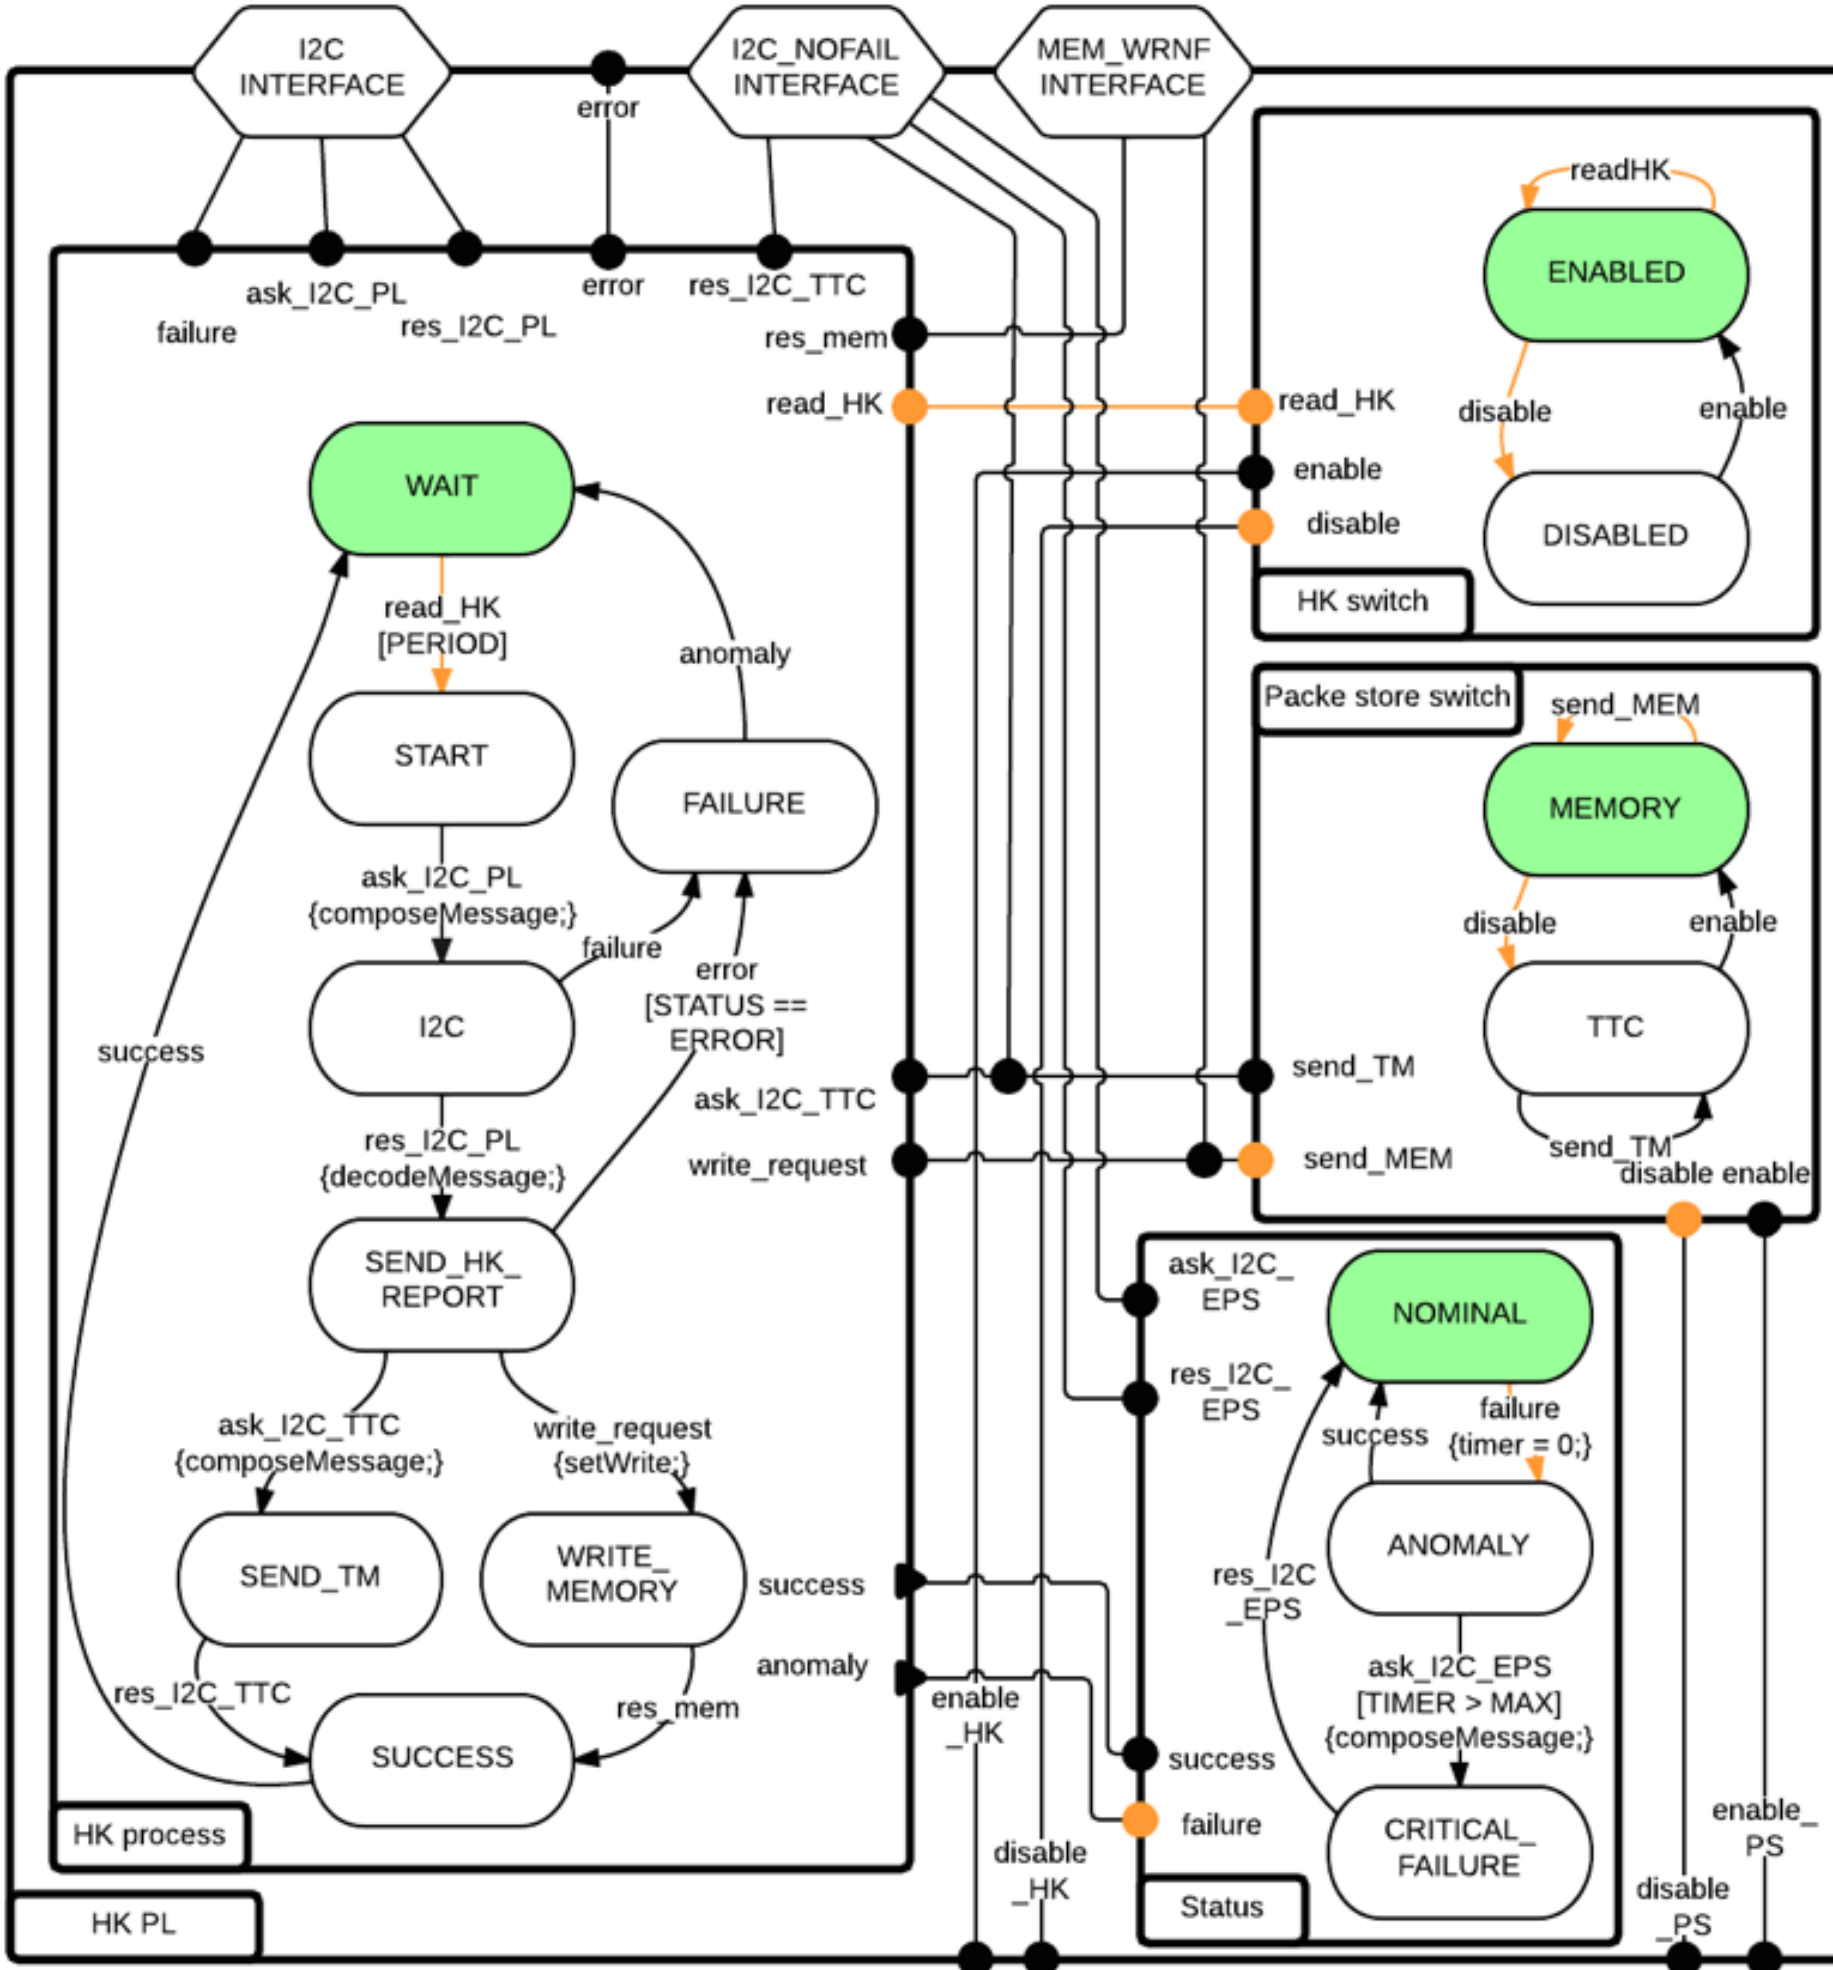 I2C
INTERFACE
error
I2C_NOFAIL
INTERFACE
MEM_WRNF
INTERFACE
failure
ask_I2C_PL
res_I2C_PL
error
res_I2C_TTC
res_mem
read_HK
WAIT
read_HK
[PERIOD]
START
anomaly
FAILURE
ask_I2C_PL
{composeMessage;}
failure
I2C
error
[STATUS ==
ERROR]
success
res_I2C_PL
{decodeMessage;}
ask_I2C_TTC
write_request
SEND_HK_
REPORT
ask_I2C_TTC
{composeMessage;}
write_request
{setWrite;}
SEND_TM
WRITE_
MEMORY
success
anomaly
res_I2C_TTC
res_mem
SUCCESS
HK process
HK PL
readHK
ENABLED
read_HK
disable
enable
enable
disable
DISABLED
HK switch
Packe store switch
send_MEM
MEMORY
disable
enable
TTC
send_TM
send_TM
send_MEM
disable enable
ask_I2C_
EPS
NOMINAL
res_I2C_
EPS
success
failure
{timer = 0;}
ANOMALY
res_I2C
_EPS
ask_I2C_EPS
[TIMER > MAX]
{composeMessage;}
success
failure
CRITICAL_
FAILURE
Status
enable
_HK
disable
_HK
disable
_PS
enable_
PS